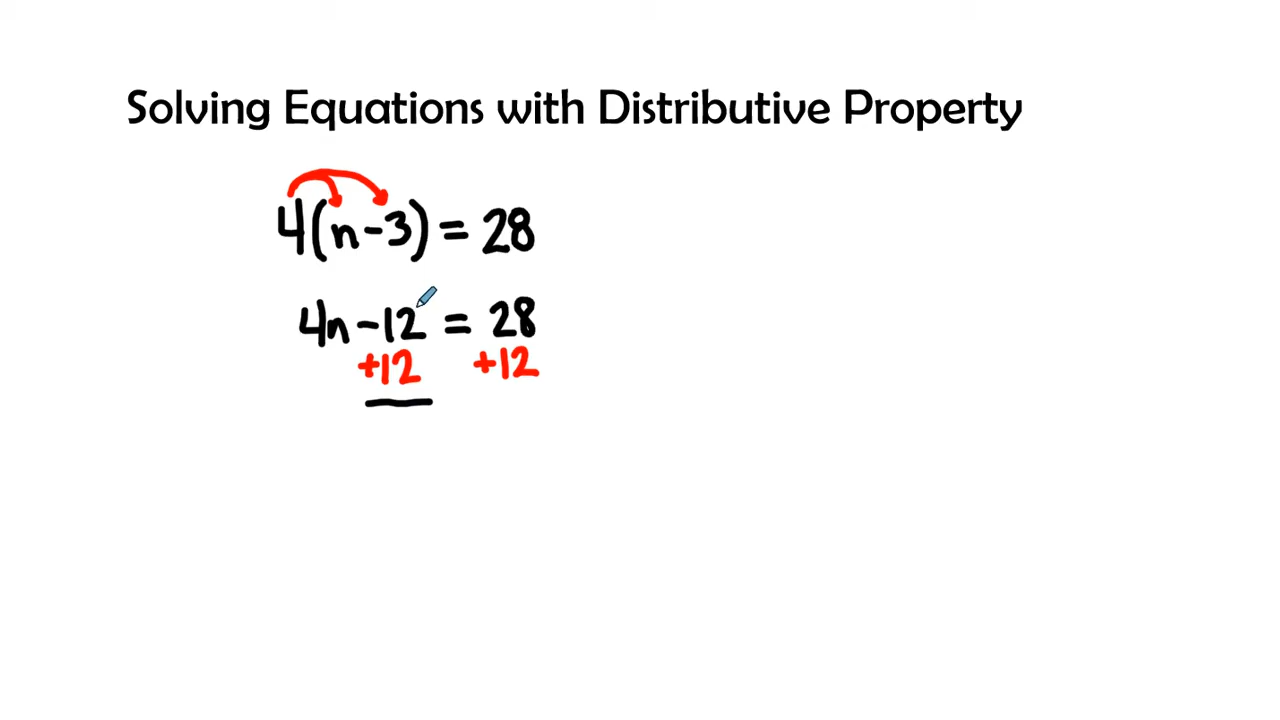 Solving Equations with Distributive Property
4(n-3) = 28
4n-12 = 28
+12 +12